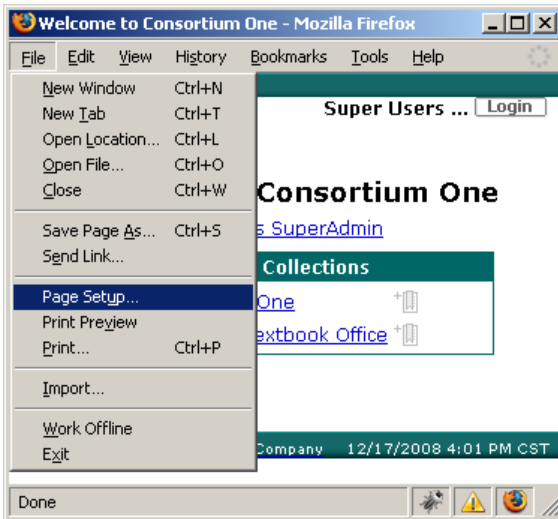 Welcome to Consortium One - Mozilla Firefox
File Edit View History Bookmarks Tools Help
New Window Ctrl+N
New Tab Ctrl+T
Open Location... Ctrl+L
Open File... Ctrl+O
Close Ctrl+W
Save Page As... Ctrl+S
Send Link...
Page Setup...
Print Preview
Print... Ctrl+P
Import...
Work Offline
Exit
Super Users ... Login
Consortium One
s SuperAdmin
Collections
One
extbook Office
Company 12/17/2008 4:01 PM CST
Done